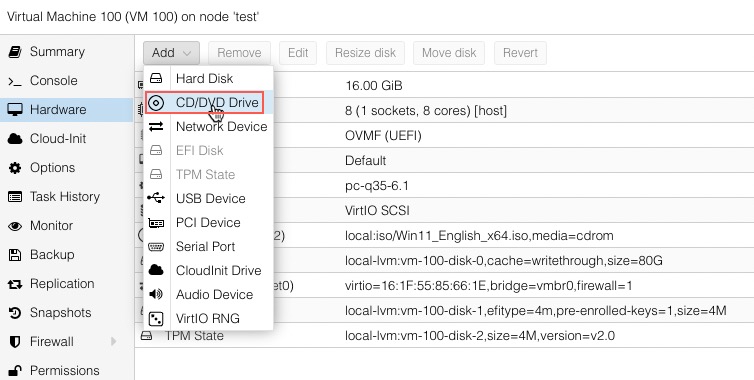 Virtual Machine 100 (VM 100) on node 'test'
Summary
Console
Hardware
Cloud-Init
Options
Task History
Monitor
Backup
Replication
Snapshots
Firewall
Permissions
Add Remove Edit Resize disk Move disk Revert
Hard Disk
CD/DVD Drive
Network Device
EFI Disk
TPM State
USB Device
PCI Device
Serial Port
CloudInit Drive
Audio Device
VirtIO RNG
16.00 GiB
8 (1 sockets, 8 cores) [host]
OVMF (UEFI)
Default
pc-q35-6.1
VirtIO SCSI
2) local:iso/Win11_English_x64.iso,media=cdrom
local-lvm:vm-100-disk-0,cache=writethrough,size=80G
et0) virtio=16:1F:55:85:66:1E,bridge=vmbr0,firewall=1
local-lvm:vm-100-disk-1,efitype=4m,pre-enrolled-keys=1,size=4M
TPM State local-lvm:vm-100-disk-2,size=4M,version=v2.0